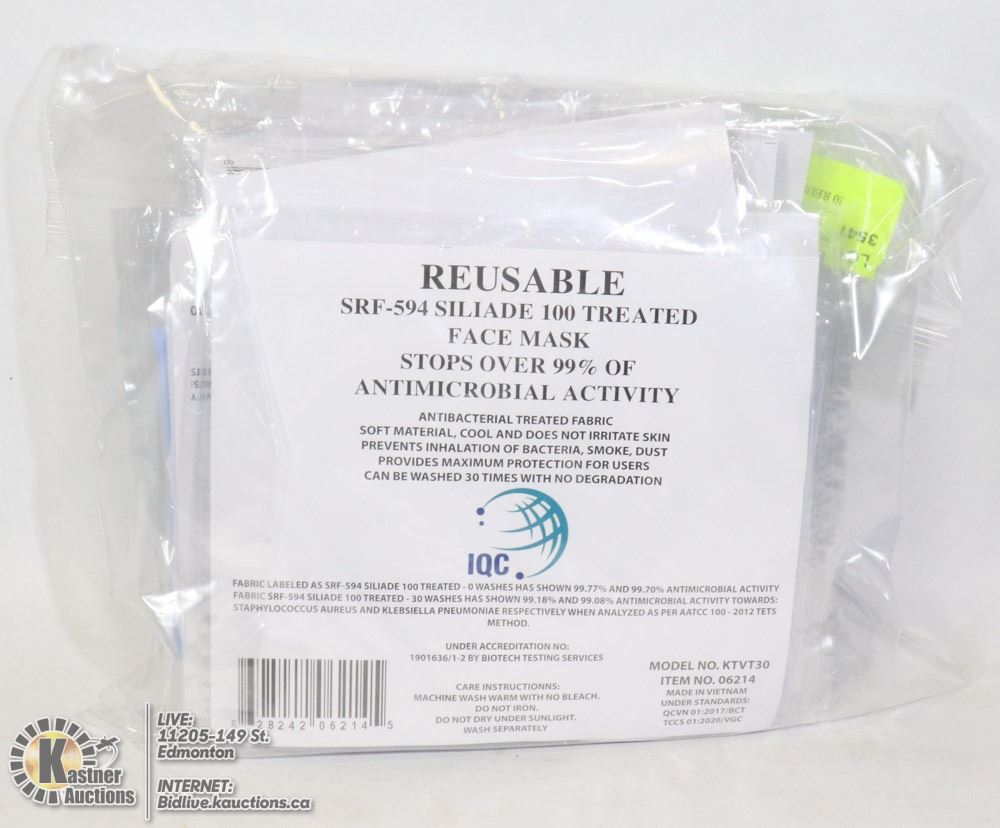 REUSABLE
SRF-594 SILIADE 100 TREATED
FACE MASK
STOPS OVER 99% OF
ANTIMICROBIAL ACTIVITY
ANTIBACTERIAL TREATED FABRIC
SOFT MATERIAL, COOL AND DOES NOT IRRITATE SKIN
PREVENTS INHALATION OF BACTERIA, SMOKE, DUST
PROVIDES MAXIMUM PROTECTION FOR USERS
CAN BE WASHED 30 TIMES WITH NO DEGRADATION
IQC
FABRIC LABELED AS SRF-594 SILIADE 100 TREATED - 0 WASHES HAS SHOWN 99.77% AND 99.70% ANTIMICROBIAL ACTIVITY
FABRIC SRF-594 SILIADE 100 TREATED - 30 WASHES HAS SHOWN 99.18% AND 99.08% ANTIMICROBIAL ACTIVITY TOWARDS:
STAPHYLOCOCCUS AUREUS AND KLEBSIELLA PNEUMONIAE RESPECTIVELY WHEN ANALYZED AS PER AATCC 100 - 2012 TETS
METHOD.
UNDER ACCREDITATION NO:
1901636/1-2 BY BIOTECH TESTING SERVICES
CARE INSTRUCTIONNS:
MACHINE WASH WARM WITH NO BLEACH.
DO NOT IRON.
DO NOT DRY UNDER SUNLIGHT.
WASH SEPARATELY
MODEL NO. KTVT30
ITEM NO. 06214
MADE IN VIETNAM
UNDER STANDARDS:
QCVN 01:2017/BCT
TCCS 01:2020/VGC
6 28242 06214 5
3541
Kastner
Auctions
LIVE:
11205-149 St.
Edmonton
INTERNET:
Bidlive.kauctions.ca